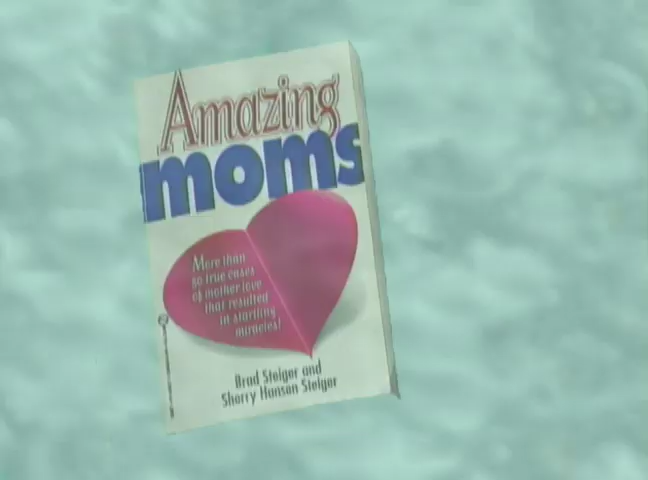 Amazing
moms
More than
50 true cases
of mother love
that resulted
in startling
miracles!
Brad Steiger and
Sherry Hansen Steiger